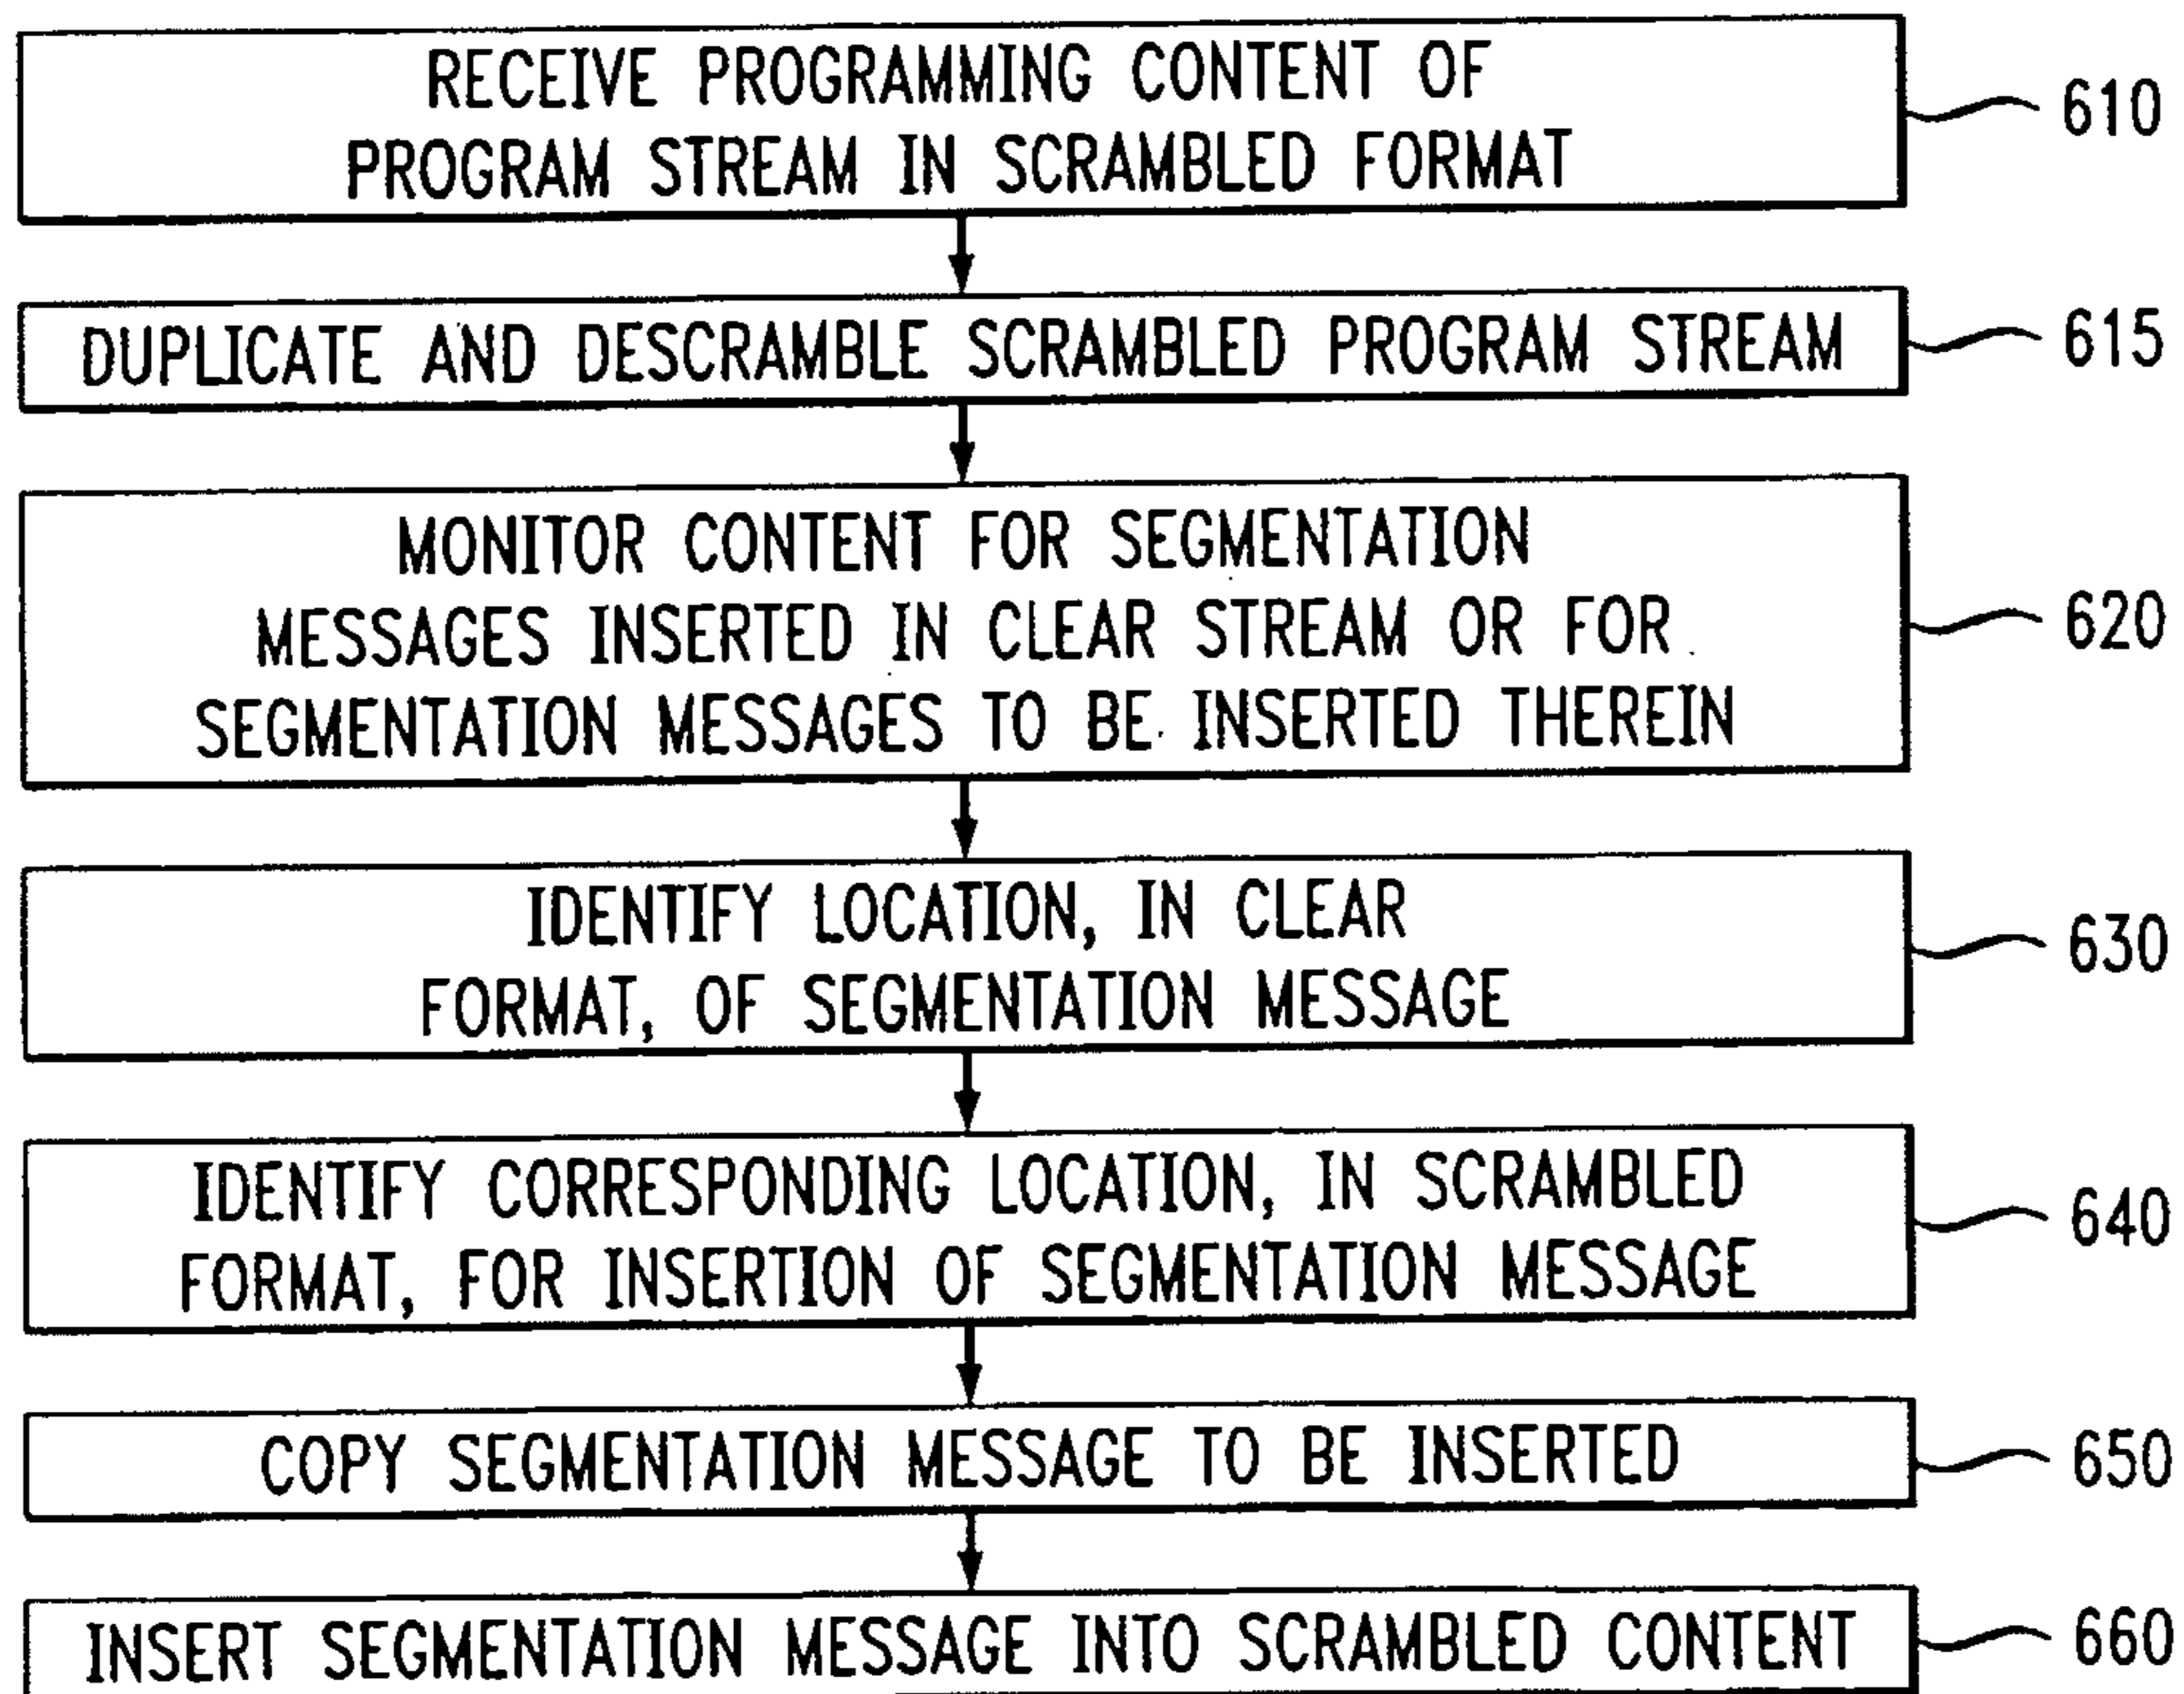 RECEIVE PROGRAMMING CONTENT OF
PROGRAM STREAM IN SCRAMBLED FORMAT
610
DUPLICATE AND DESCRAMBLE SCRAMBLED PROGRAM STREAM
615
MONITOR CONTENT FOR SEGMENTATION
MESSAGES INSERTED IN CLEAR STREAM OR FOR
SEGMENTATION MESSAGES TO BE INSERTED THEREIN
620
IDENTIFY LOCATION, IN CLEAR
FORMAT, OF SEGMENTATION MESSAGE
630
IDENTIFY CORRESPONDING LOCATION, IN SCRAMBLED
FORMAT, FOR INSERTION OF SEGMENTATION MESSAGE
640
COPY SEGMENTATION MESSAGE TO BE INSERTED
650
INSERT SEGMENTATION MESSAGE INTO SCRAMBLED CONTENT
660